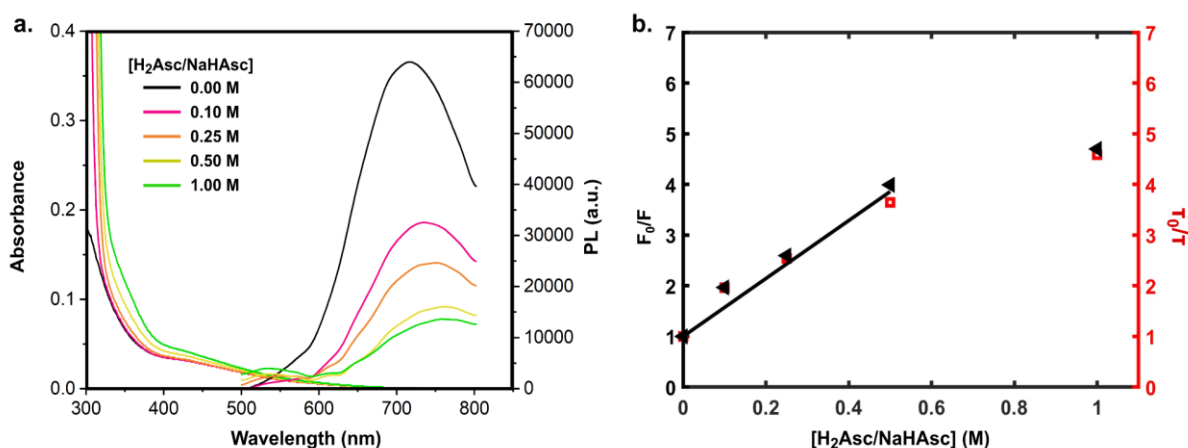 a.
0.4
0.3
0.2
0.1
0.0
Absorbance
[H₂Asc/NaHAsc]
0.00 M
0.10 M
0.25 M
0.50 M
1.00 M
70000
60000
50000
40000
30000
20000
10000
0
PL (a.u.)
300 400 500 600 700 800
Wavelength (nm)
b.
7
6
5
4
3
2
1
0
F₀/F
7
6
5
4
3
2
1
0
T₀/T
0 0.2 0.4 0.6 0.8 1
[H₂Asc/NaHAsc] (M)